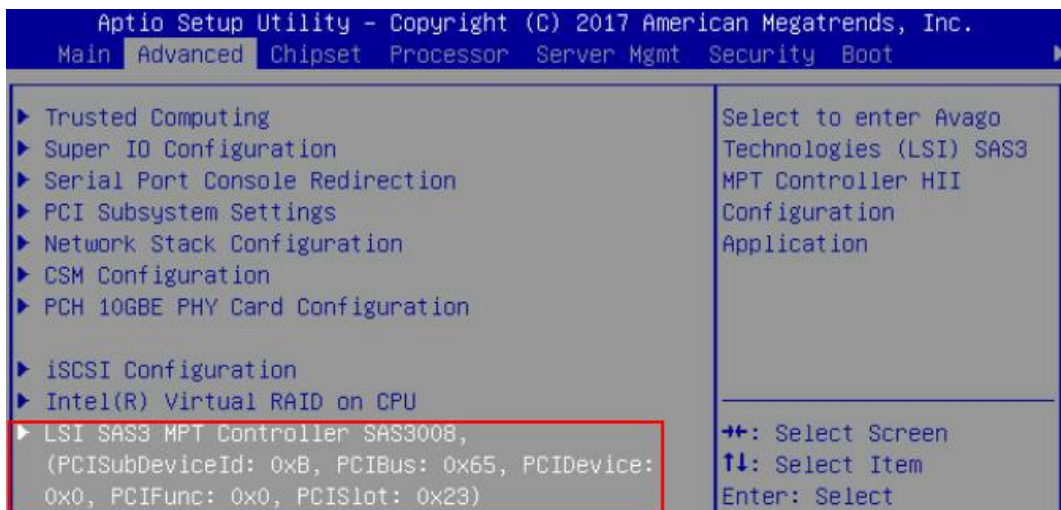 Aptio Setup Utility – Copyright (C) 2017 American Megatrends, Inc.
Main Advanced Chipset Processor Server Mgmt Security Boot
Trusted Computing
Super IO Configuration
Serial Port Console Redirection
PCI Subsystem Settings
Network Stack Configuration
CSM Configuration
PCH 10GBE PHY Card Configuration
iSCSI Configuration
Intel(R) Virtual RAID on CPU
LSI SAS3 MPT Controller SAS3008,
(PCISubDeviceId: 0xB, PCIBus: 0x65, PCIDevice:
0x0, PCIFunc: 0x0, PCISlot: 0x23)
Select to enter Avago
Technologies (LSI) SAS3
MPT Controller HII
Configuration
Application
→←: Select Screen
↑↓: Select Item
Enter: Select